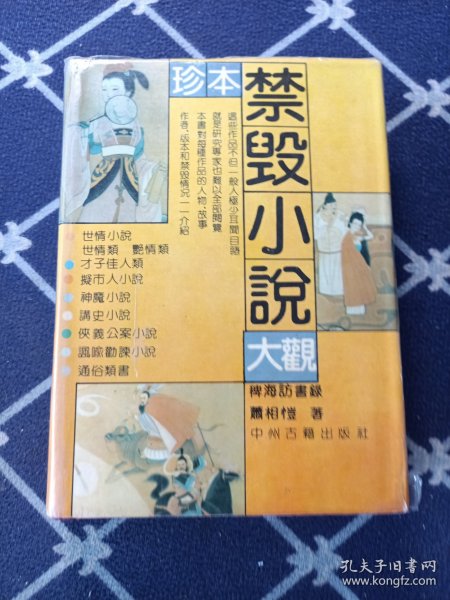 珍本
禁毀小說
大觀
這些作品不但一般人極少耳聞目睹
就是研究專家也難以全部閱覽
本書對每種作品的人物、故事
作者、版本和禁毀情況一一介紹
世情小說
世情類 艷情類
才子佳人類
擬市人小說
神魔小說
講史小說
俠義公案小說
諷喻勸諫小說
通俗類書
稗海訪書録
蕭相愷 著
中州古籍出版社
孔夫子旧书网
www.kongfz.com